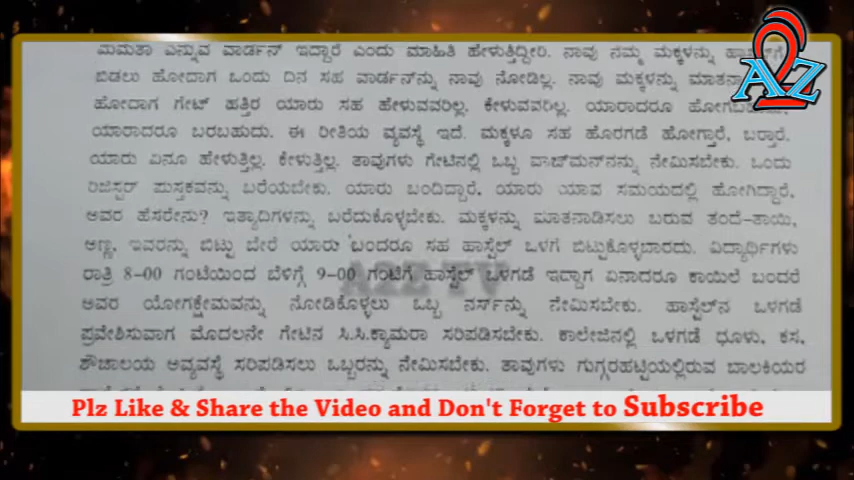 ಮಮತಾ ಎನ್ನುವ ವಾರ್ಡನ್ ಇದ್ದಾರೆ ಎಂದು ಮಾಹಿತಿ ಹೇಳುತ್ತಿದ್ದೀರಿ. ನಾವು ನಮ್ಮ ಮಕ್ಕಳನ್ನು
ಬಿಡಲು ಹೋದಾಗ ಒಂದು ದಿನ ಸಹ ವಾರ್ಡನ್‌ನ್ನು ನಾವು ನೋಡಿಲ್ಲ. ನಾವು ಮಕ್ಕಳನ್ನು
ಹೋದಾಗ ಗೇಟ್ ಹತ್ತಿರ ಯಾರು ಸಹ ಹೇಳುವವರಿಲ್ಲ. ಕೇಳುವವರಿಲ್ಲ. ಯಾರಾದರೂ
ಯಾರಾದರೂ ಬರಬಹುದು. ಈ ರೀತಿಯ ವ್ಯವಸ್ಥೆ ಇದೆ. ಮಕ್ಕಳೂ ಸಹ ಹೊರಗಡೆ ಹೋಗ್ತಾರೆ, ಬರ್‍ತಾರೆ.
ಯಾರು ಏನೂ ಹೇಳುತ್ತಿಲ್ಲ. ಕೇಳುತ್ತಿಲ್ಲ. ತಾವುಗಳು ಗೇಟಿನಲ್ಲಿ ಒಬ್ಬ ವಾಚ್‌ಮನ್‌ನನ್ನು ನೇಮಿಸಬೇಕು. ಒಂದು
ರಿಜಿಸ್ಟರ್ ಪುಸ್ತಕವನ್ನು ಬರೆಯಬೇಕು. ಯಾರು ಬಂದಿದ್ದಾರೆ, ಯಾರು ಯಾವ ಸಮಯದಲ್ಲಿ ಹೋಗಿದ್ದಾರೆ,
ಅವರ ಹೆಸರೇನು? ಇತ್ಯಾದಿಗಳನ್ನು ಬರೆದುಕೊಳ್ಳಬೇಕು. ಮಕ್ಕಳನ್ನು ಮಾತನಾಡಿಸಲು ಬರುವ ತಂದೆ-ತಾಯಿ,
ಅಣ್ಣ, ಇವರನ್ನು ಬಿಟ್ಟು ಬೇರೆ ಯಾರು ಬಂದರೂ ಸಹ ಹಾಸ್ಟೆಲ್ ಒಳಗೆ ಬಿಟ್ಟುಕೊಳ್ಳಬಾರದು. ವಿದ್ಯಾರ್ಥಿಗಳು
ರಾತ್ರಿ 8-00 ಗಂಟೆಯಿಂದ ಬೆಳಿಗ್ಗೆ 9-00 ಗಂಟೆಗೆ ಹಾಸ್ಟೆಲ್ ಒಳಗಡೆ ಇದ್ದಾಗ ಏನಾದರೂ ಕಾಯಿಲೆ ಬಂದರೆ
ಅವರ ಯೋಗಕ್ಷೇಮವನ್ನು ನೋಡಿಕೊಳ್ಳಲು ಒಬ್ಬ ನರ್ಸ್‌ನ್ನು ನೇಮಿಸಬೇಕು. ಹಾಸ್ಟೆಲ್‌ನ ಒಳಗಡೆ
ಪ್ರವೇಶಿಸುವಾಗ ಮೊದಲನೇ ಗೇಟಿನ ಸಿ.ಸಿ.ಕ್ಯಾಮರಾ ಸರಿಪಡಿಸಬೇಕು. ಕಾಲೇಜಿನಲ್ಲಿ ಒಳಗಡೆ ಧೂಳು, ಕಸ,
ಶೌಚಾಲಯ ಅವ್ಯವಸ್ಥೆ ಸರಿಪಡಿಸಲು ಒಬ್ಬರನ್ನು ನೇಮಿಸಬೇಕು. ತಾವುಗಳು ಗುಗ್ಗರಹಟ್ಟಿಯಲ್ಲಿರುವ ಬಾಲಕಿಯರ
A2Z TV
A2Z
Plz Like & Share the Video and Don't Forget to Subscribe